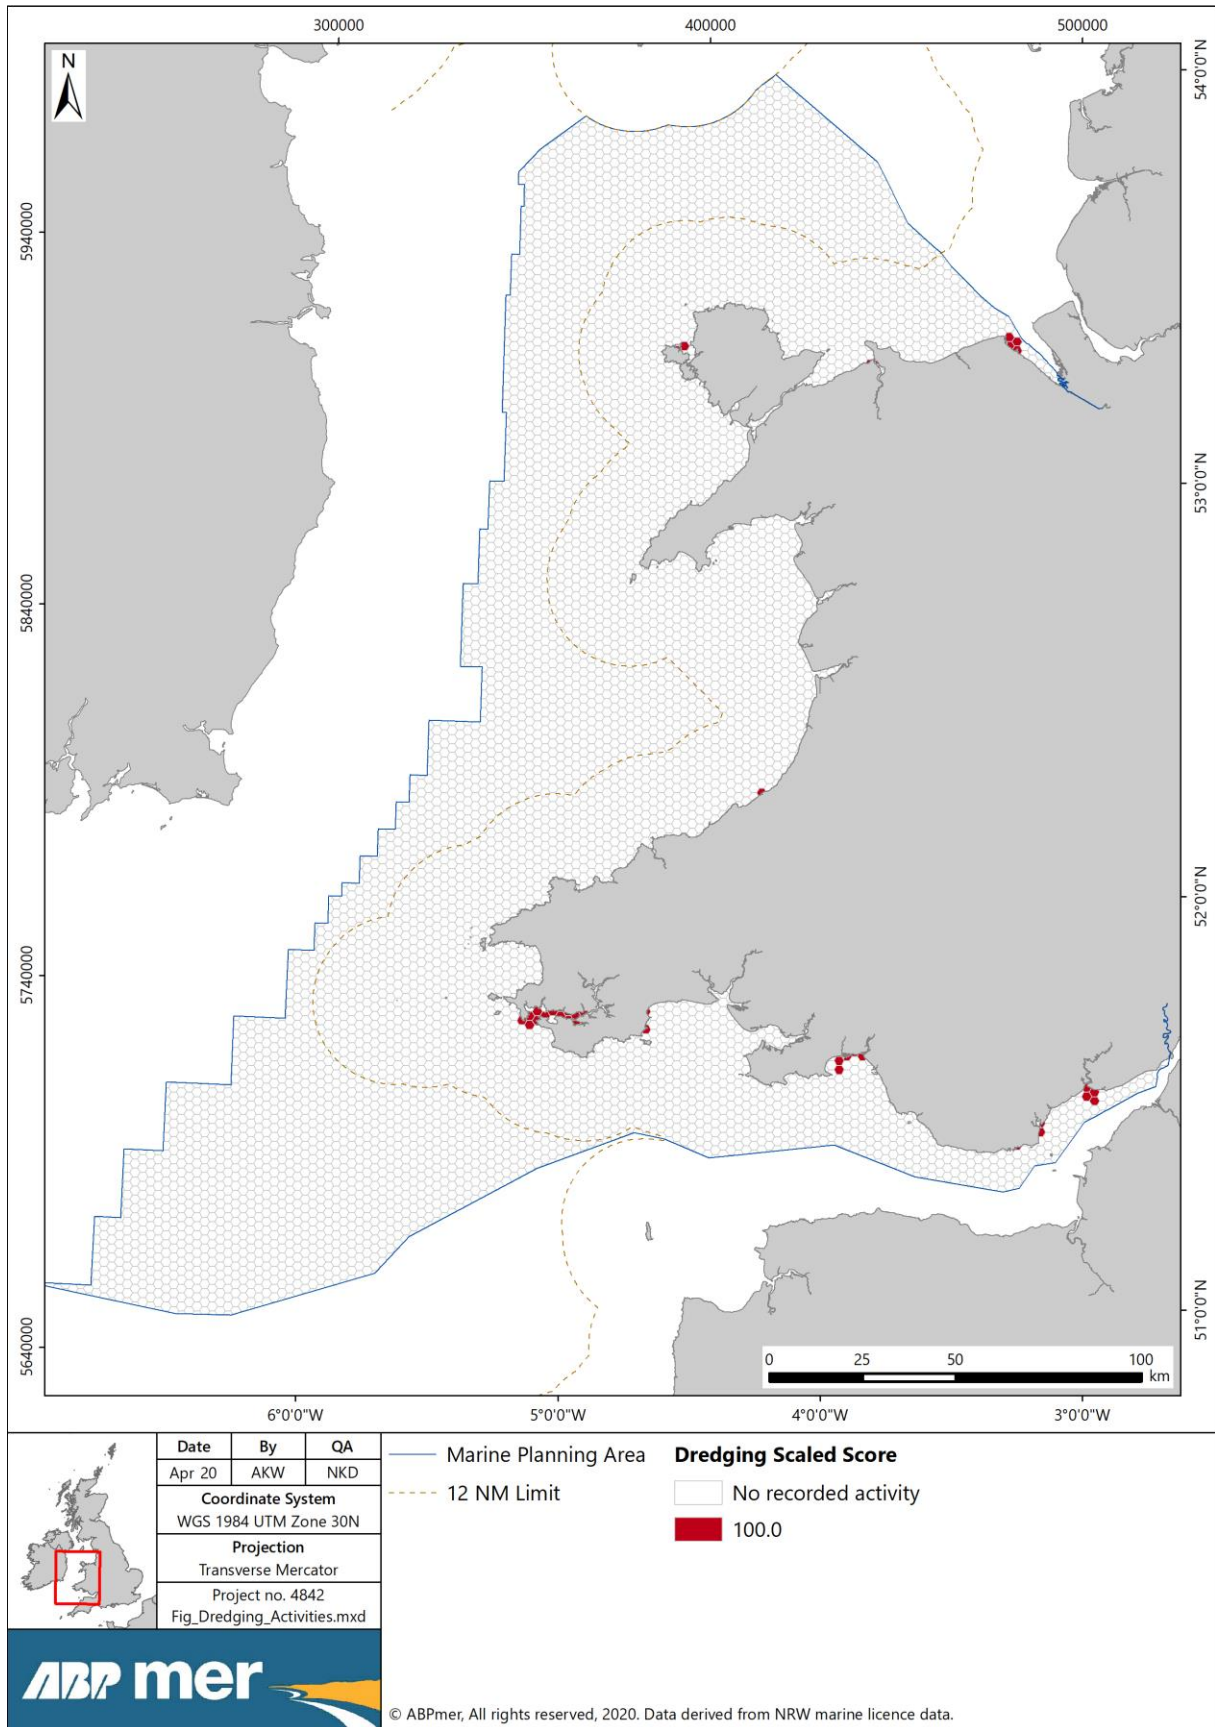 300000 400000 500000
N
54°0'0"N
5940000
53°0'0"N
5840000
52°0'0"N
5740000
51°0'0"N
5640000
0 25 50 100
km
6°0'0"W 5°0'0"W 4°0'0"W 3°0'0"W
Date By QA
Apr 20 AKW NKD
Coordinate System
WGS 1984 UTM Zone 30N
Projection
Transverse Mercator
Project no. 4842
Fig_Dredging_Activities.mxd
ABP mer
Marine Planning Area
12 NM Limit
Dredging Scaled Score
No recorded activity
100.0
© ABPmer, All rights reserved, 2020. Data derived from NRW marine licence data.